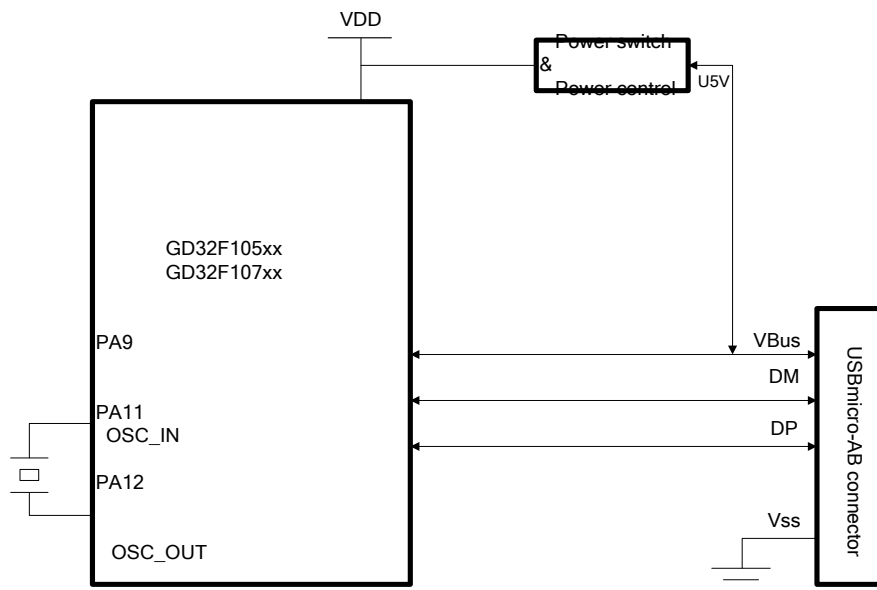 VDD
Power switch
&
Power control
U5V
GD32F105xx
GD32F107xx
PA9
VBus
DM
PA11
OSC_IN
DP
PA12
Vss
OSC_OUT
USBmicro-AB connector